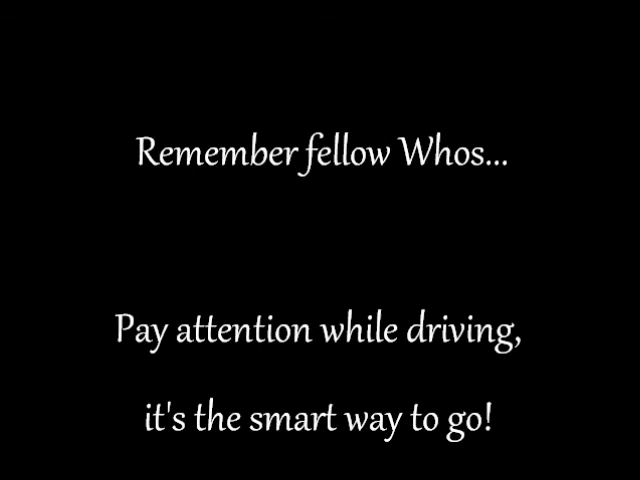 Remember fellow Whos...
Pay attention while driving,
it's the smart way to go!